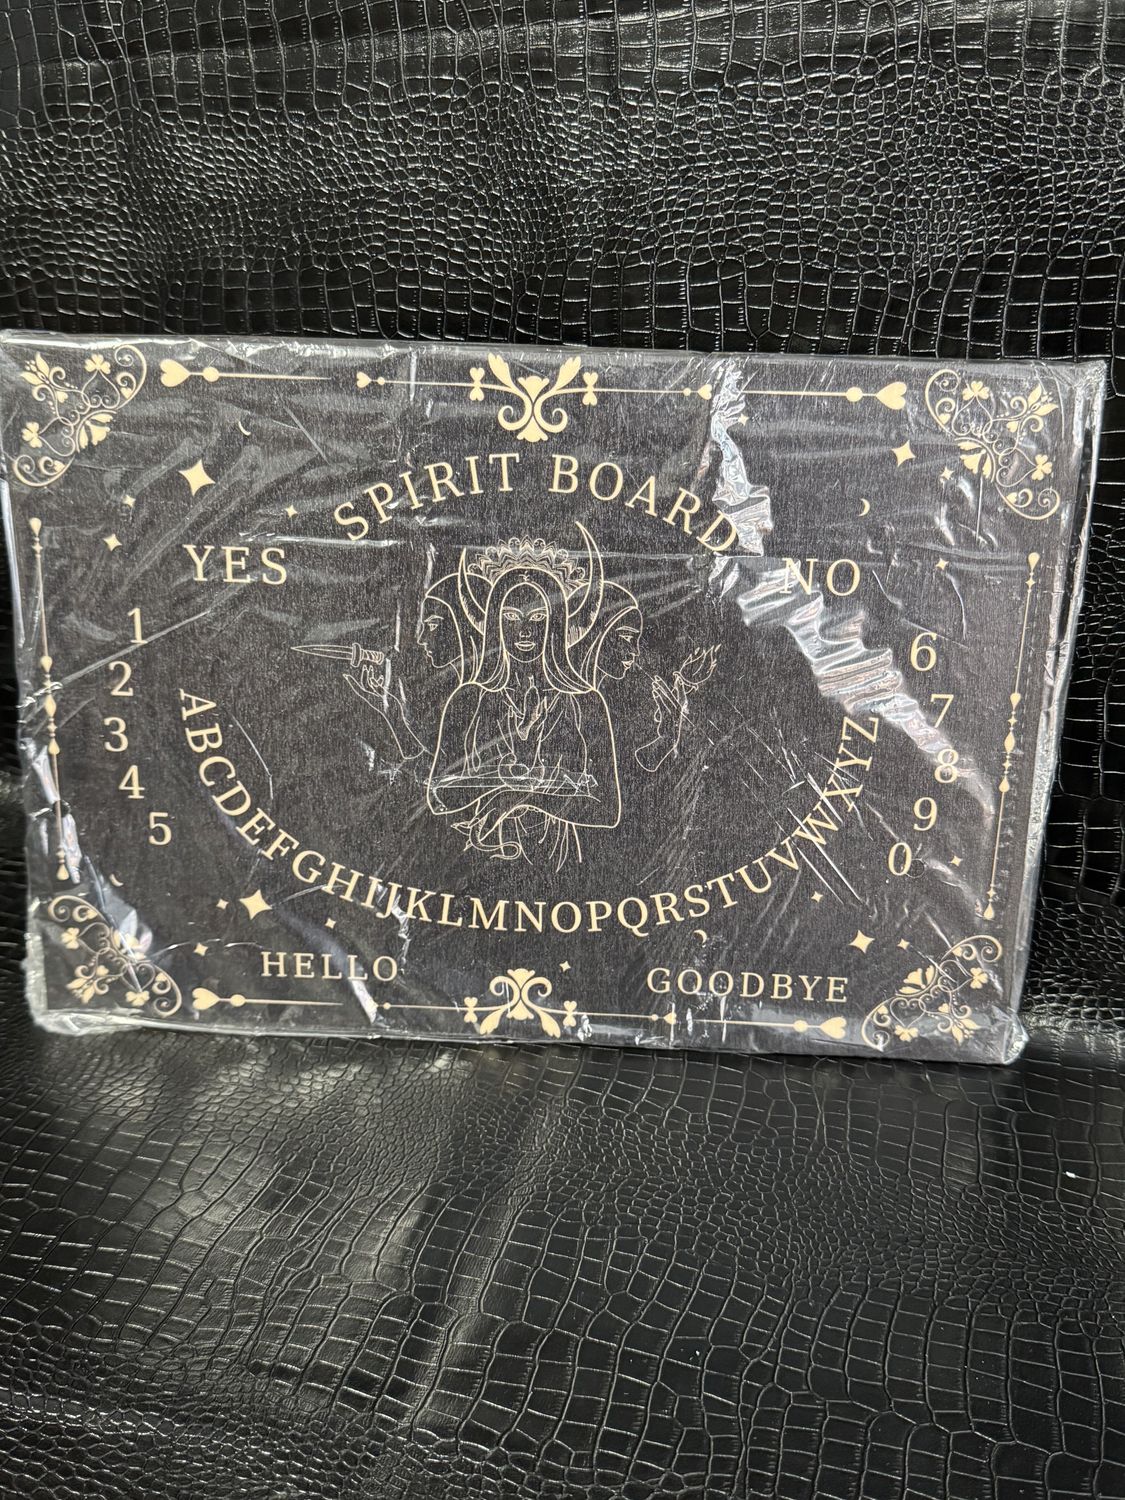 SPIRIT BOARD
YES
NO
1
2
3
4
5
6
7
8
9
0
ABCDEFGHIJKLMNOPQRSTUVWXYZ
HELLO
GOODBYE